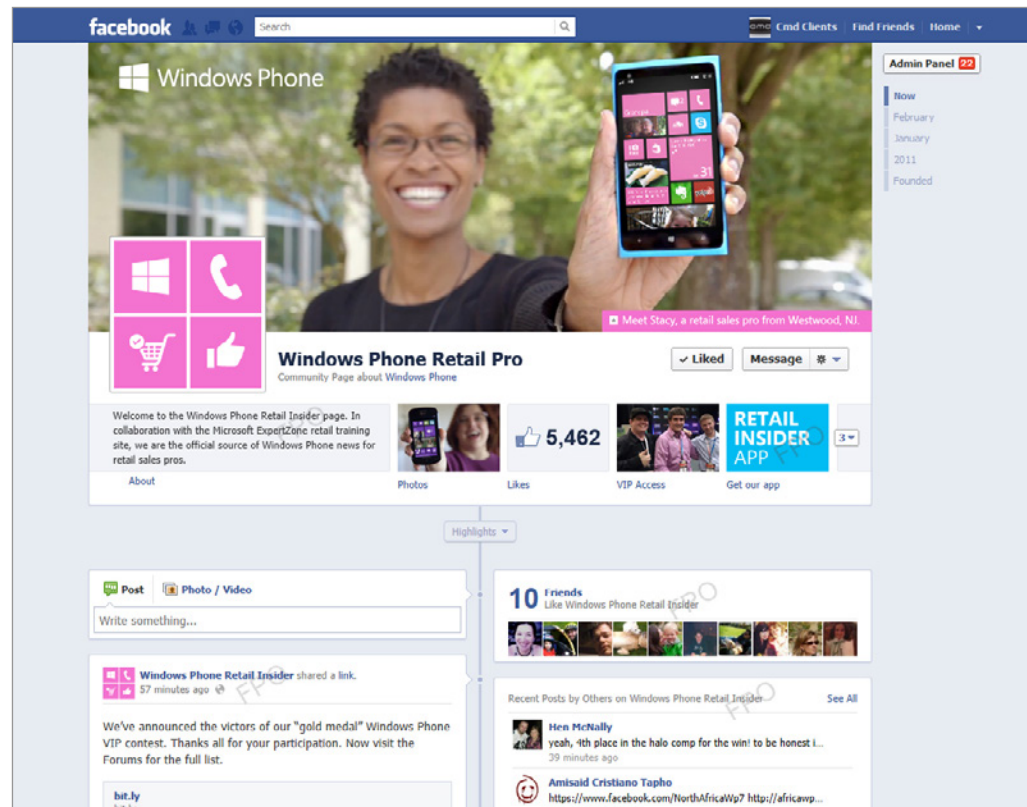 facebook
Search
Cmd Clients
Find Friends
Home
Windows Phone
Admin Panel 22
Now
February
January
2011
Founded
31
Meet Stacy, a retail sales pro from Westwood, NJ.
Windows Phone Retail Pro
Community Page about Windows Phone
Liked
Message
Welcome to the Windows Phone Retail Insider page. In
collaboration with the Microsoft ExpertZone retail training
site, we are the official source of Windows Phone news for
retail sales pros.
About
FPO
Photos
5,462
Likes
VIP Access
RETAIL
INSIDER
APP
FPO
Get our app
3
Highlights
Post
Photo / Video
Write something...
10 Friends
Like Windows Phone Retail Insider
FPO
Windows Phone Retail Insider shared a link.
57 minutes ago
FPO
We've announced the victors of our "gold medal" Windows Phone
VIP contest. Thanks all for your participation. Now visit the
Forums for the full list.
bit.ly
Recent Posts by Others on Windows Phone Retail Insider
See All
FPO
Hen McNally
yeah, 4th place in the halo comp for the win! to be honest i...
39 minutes ago
Amisaid Cristiano Tapho
https://www.facebook.com/NorthAfricaWp7 http://africawp...